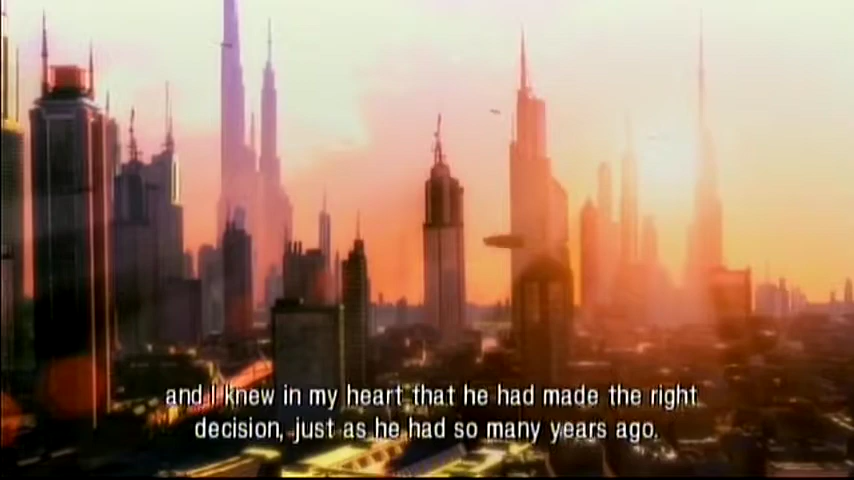 and I knew in my heart that he had made the right
decision, just as he had so many years ago.